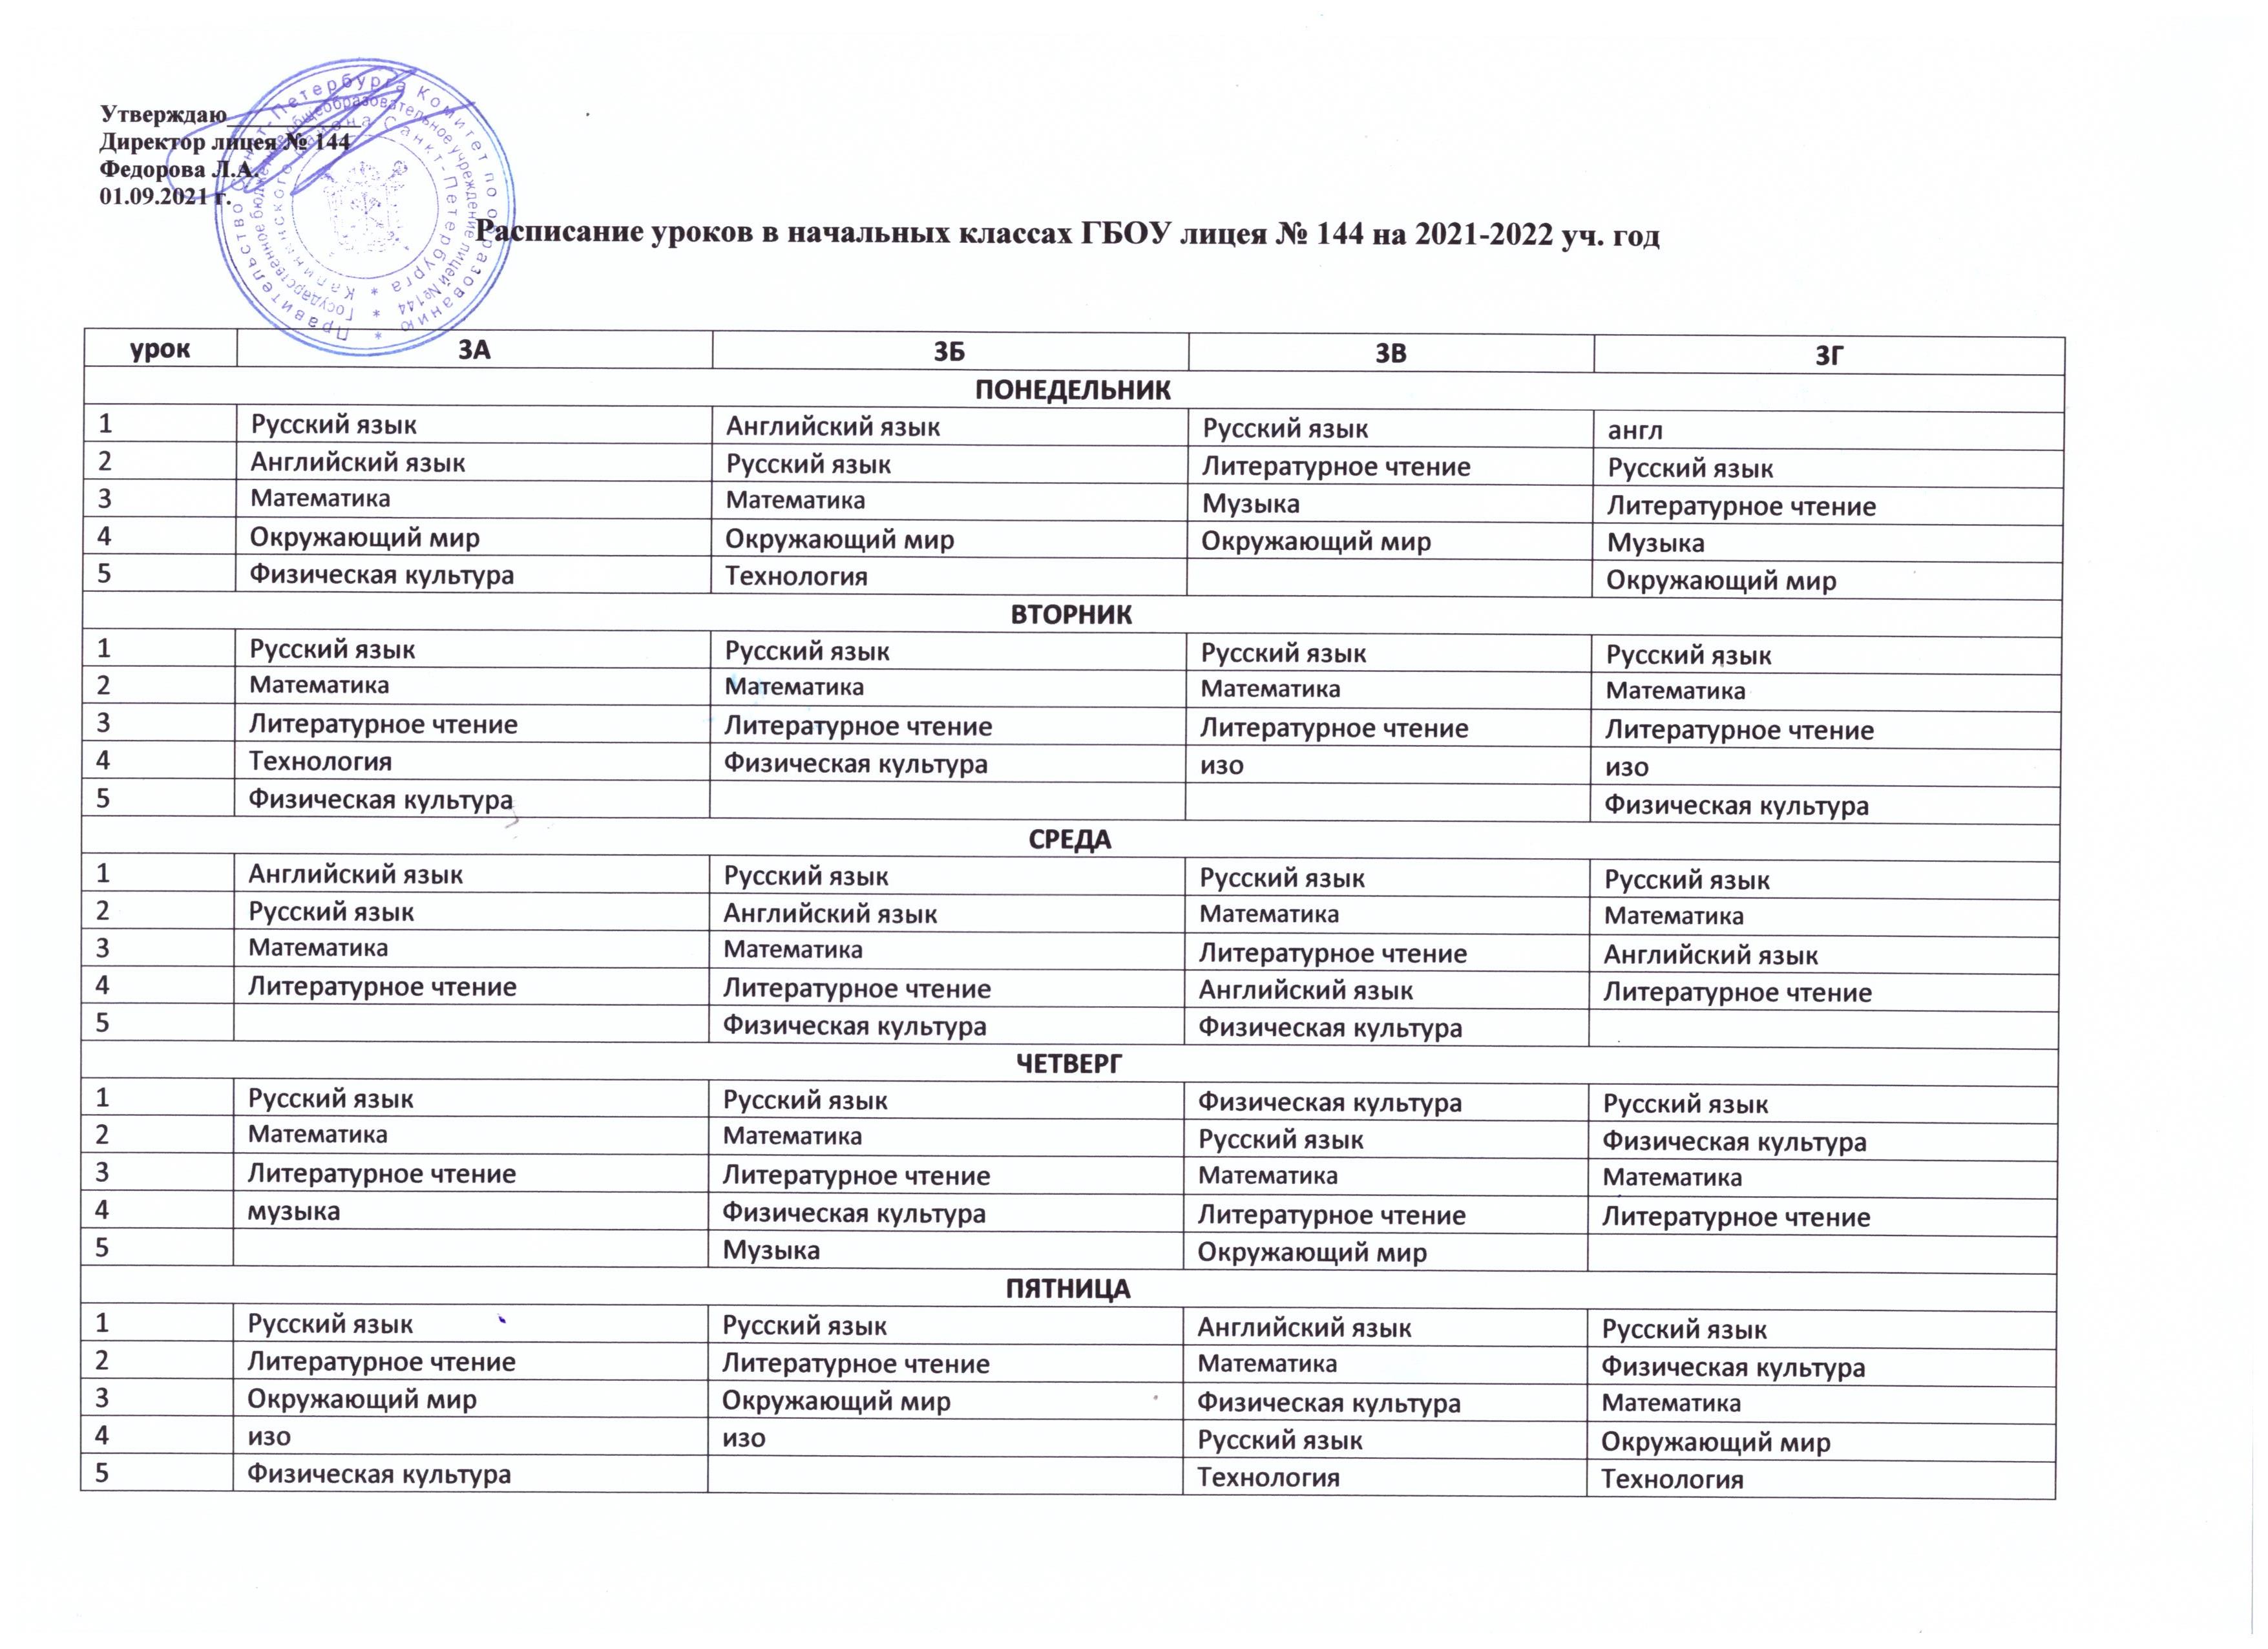 Утверждаю___________
Директор лицея № 144
Федорова Л.А.
01.09.2021 г.
Правительство Санкт-Петербурга Комитет по образованию *
Государственное бюджетное общеобразовательное учреждение лицей № 144 *
Калининского района Санкт-Петербурга *
Расписание уроков в начальных классах ГБОУ лицея № 144 на 2021-2022 уч. год
урок 3А 3Б 3В 3Г
ПОНЕДЕЛЬНИК
1 Русский язык Английский язык Русский язык англ
2 Английский язык Русский язык Литературное чтение Русский язык
3 Математика Математика Музыка Литературное чтение
4 Окружающий мир Окружающий мир Окружающий мир Музыка
5 Физическая культура Технология Окружающий мир
ВТОРНИК
1 Русский язык Русский язык Русский язык Русский язык
2 Математика Математика Математика Математика
3 Литературное чтение Литературное чтение Литературное чтение Литературное чтение
4 Технология Физическая культура изо изо
5 Физическая культура Физическая культура
СРЕДА
1 Английский язык Русский язык Русский язык Русский язык
2 Русский язык Английский язык Математика Математика
3 Математика Математика Литературное чтение Английский язык
4 Литературное чтение Литературное чтение Английский язык Литературное чтение
5 Физическая культура Физическая культура
ЧЕТВЕРГ
1 Русский язык Русский язык Физическая культура Русский язык
2 Математика Математика Русский язык Физическая культура
3 Литературное чтение Литературное чтение Математика Математика
4 музыка Физическая культура Литературное чтение Литературное чтение
5 Музыка Окружающий мир
ПЯТНИЦА
1 Русский язык Русский язык Английский язык Русский язык
2 Литературное чтение Литературное чтение Математика Физическая культура
3 Окружающий мир Окружающий мир Физическая культура Математика
4 изо изо Русский язык Окружающий мир
5 Физическая культура Технология Технология